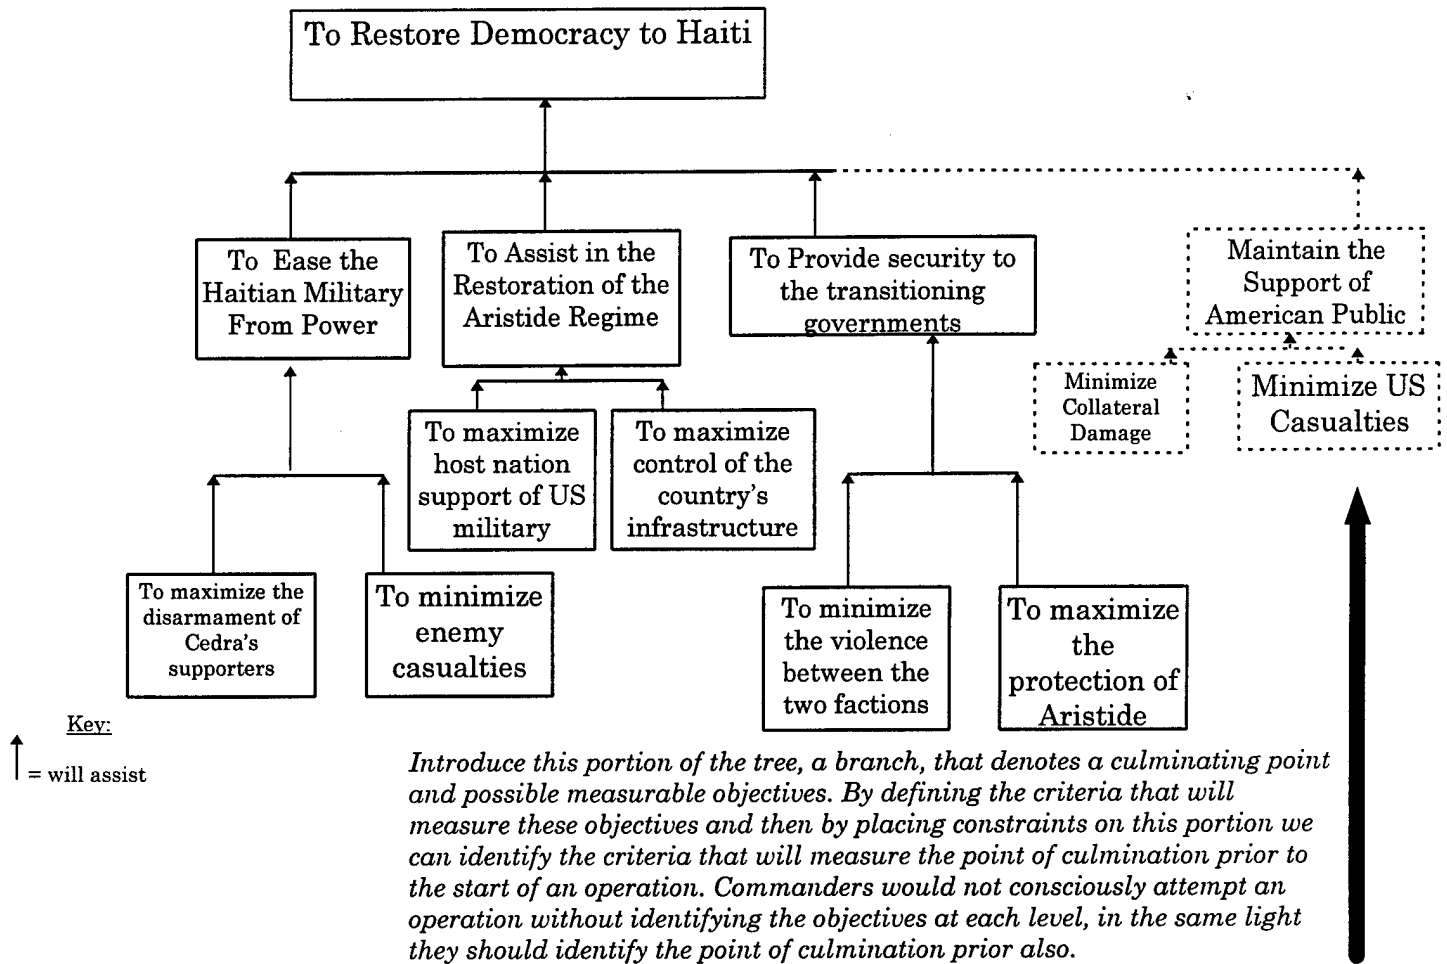 To Restore Democracy to Haiti
To Ease the
Haitian Military
From Power
To Assist in the
Restoration of the
Aristide Regime
To Provide security to
the transitioning
governments
Maintain the
Support of
American Public
Minimize
Collateral
Damage
Minimize US
Casualties
To maximize
host nation
support of US
military
To maximize
control of the
country's
infrastructure
To maximize the
disarmament of
Cedra's
supporters
To minimize
enemy
casualties
To minimize
the violence
between the
two factions
To maximize
the
protection of
Aristide
Key:
= will assist
Introduce this portion of the tree, a branch, that denotes a culminating point
and possible measurable objectives. By defining the criteria that will
measure these objectives and then by placing constraints on this portion we
can identify the criteria that will measure the point of culmination prior to
the start of an operation. Commanders would not consciously attempt an
operation without identifying the objectives at each level, in the same light
they should identify the point of culmination prior also.